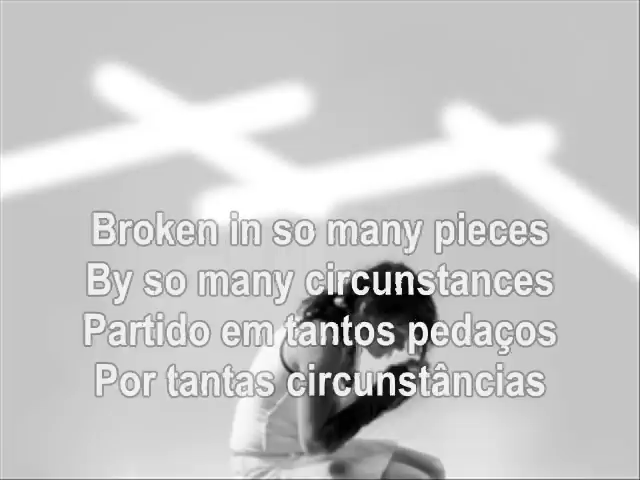 Broken in so many pieces
By so many circunstances
Partido em tantos pedaços
Por tantas circunstâncias